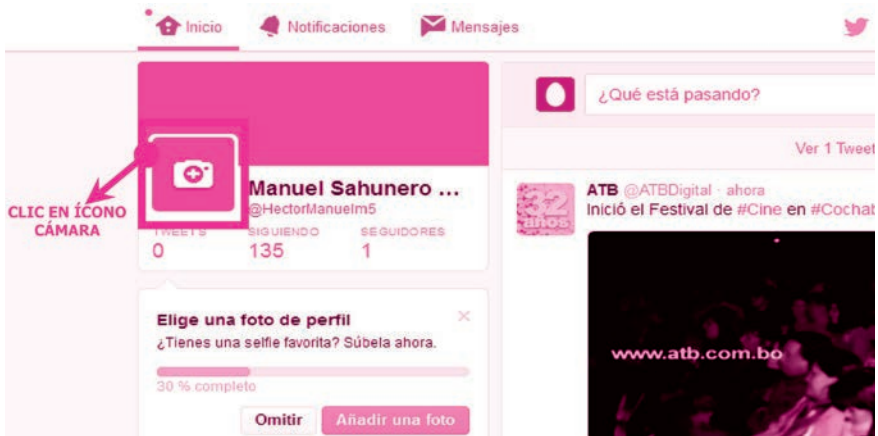 Inicio Notificaciones Mensajes
¿Qué está pasando?
Ver 1 Tweet
CLIC EN ÍCONO
CÁMARA
Manuel Sahunero ...
@HectorManuelm5
TWEETS SIGUIENDO SEGUIDORES
0 135 1
32
años
ATB @ATBDigital · ahora
Inició el Festival de #Cine en #Cochab
www.atb.com.bo
Elige una foto de perfil
¿Tienes una selfie favorita? Súbela ahora.
30 % completo
Omitir Añadir una foto